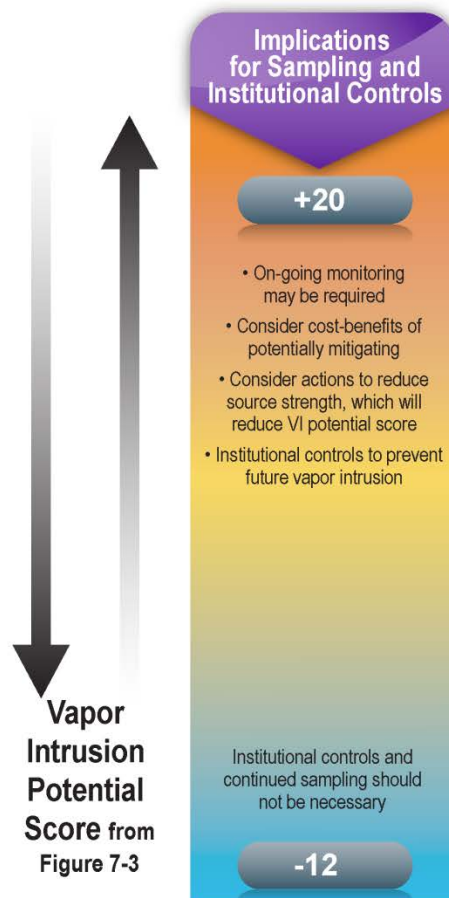 Implications
for Sampling and
Institutional Controls
+20
• On-going monitoring
may be required
• Consider cost-benefits of
potentially mitigating
• Consider actions to reduce
source strength, which will
reduce VI potential score
• Institutional controls to prevent
future vapor intrusion
Vapor
Intrusion
Potential
Score from
Figure 7-3
Institutional controls and
continued sampling should
not be necessary
-12